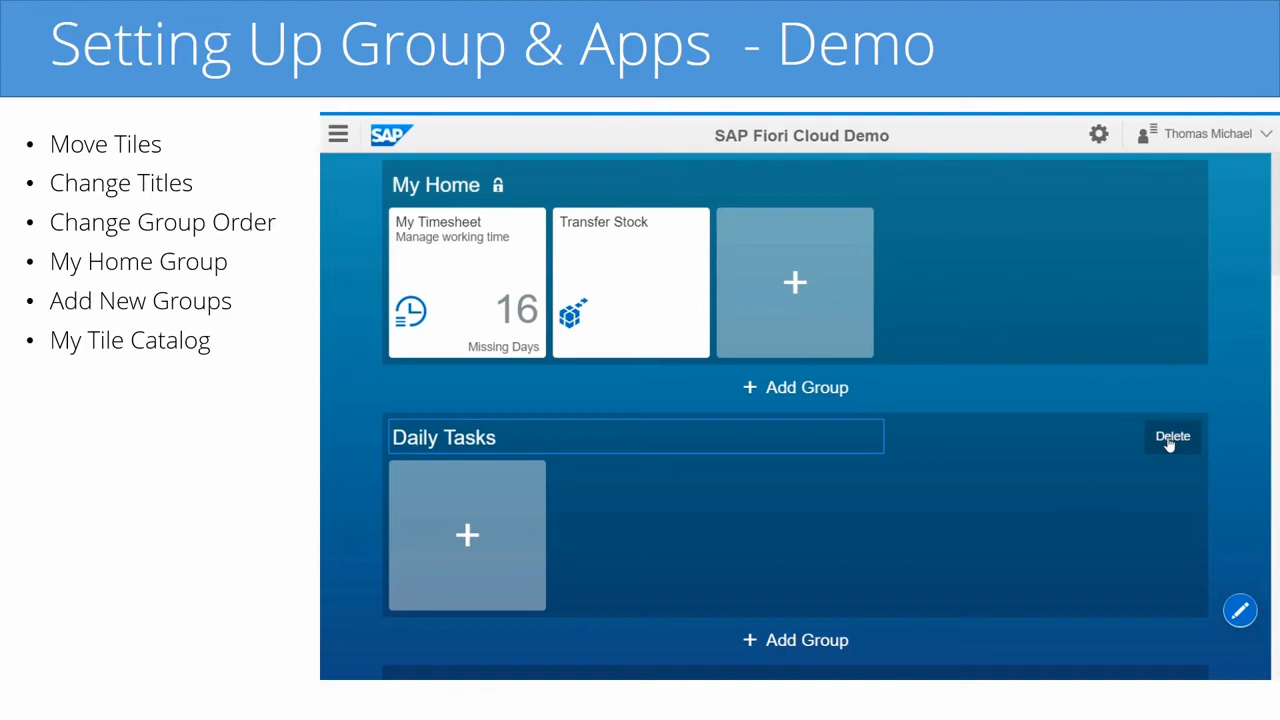 Setting Up Group & Apps - Demo
• Move Tiles
• Change Titles
• Change Group Order
• My Home Group
• Add New Groups
• My Tile Catalog
SAP
SAP Fiori Cloud Demo
Thomas Michael
My Home
My Timesheet
Manage working time
16
Missing Days
Transfer Stock
+
+ Add Group
Daily Tasks
Delete
+
+ Add Group